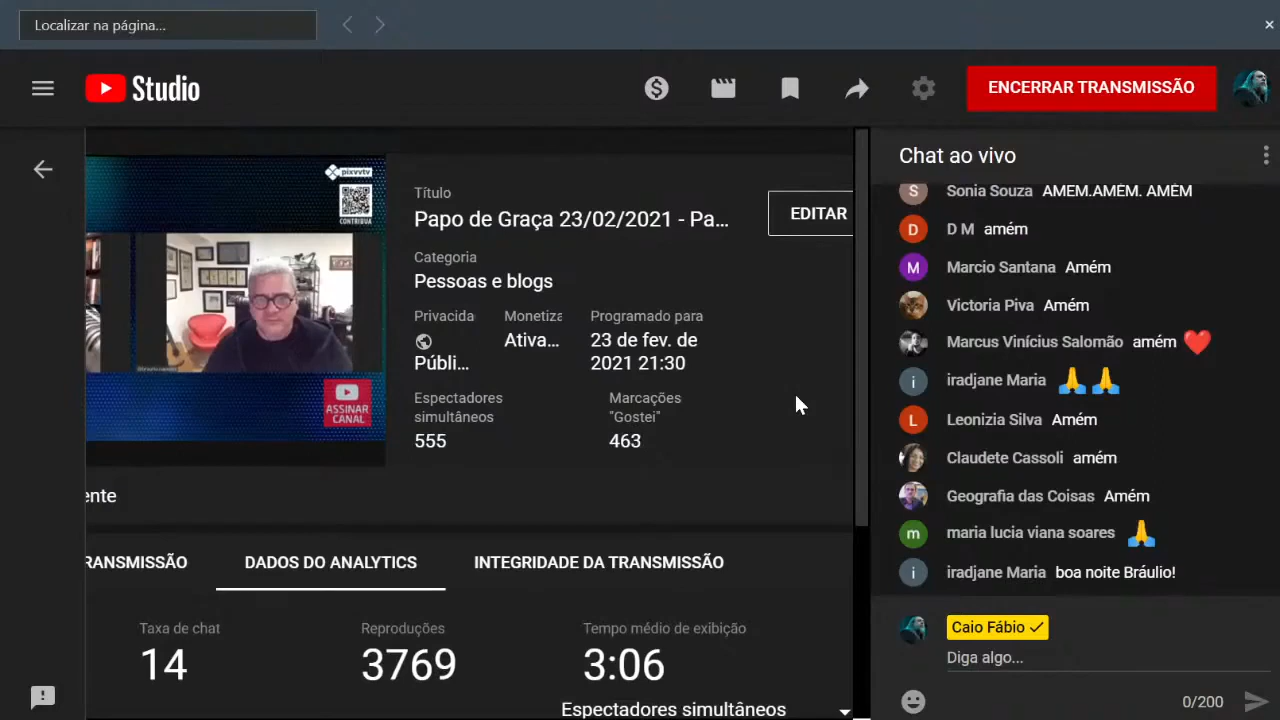 Localizar na página...
Studio
ENCERRAR TRANSMISSÃO
pixvvtv
CONTRIBUA
ASSINAR
CANAL
Título
Papo de Graça 23/02/2021 - Pa...
EDITAR
Categoria
Pessoas e blogs
Privacida
Monetiza
Programado para
Públi...
Ativa...
23 de fev. de
2021 21:30
Espectadores
simultâneos
Marcações
"Gostei"
555
463
ente
RANSMISSÃO
DADOS DO ANALYTICS
INTEGRIDADE DA TRANSMISSÃO
Taxa de chat
Reproduções
Tempo médio de exibição
14
3769
3:06
Espectadores simultâneos
Chat ao vivo
Sonia Souza AMEM.AMÉM. AMÉM
D M amém
Marcio Santana Amém
Victoria Piva Amém
Marcus Vinícius Salomão amém ❤️
iradjane Maria 🙏🙏
Leonizia Silva Amém
Claudete Cassoli amém
Geografia das Coisas Amém
maria lucia viana soares 🙏
iradjane Maria boa noite Bráulio!
Caio Fábio
Diga algo...
0/200